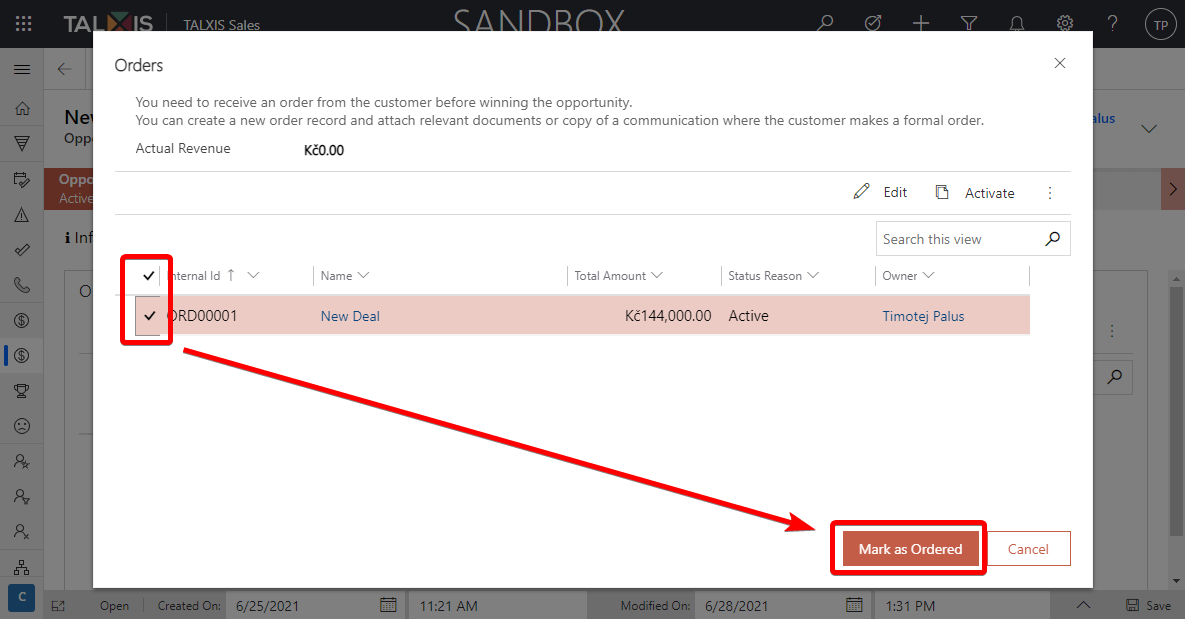 TALXIS
TALXIS Sales
SANDBOX
TP
Orders
You need to receive an order from the customer before winning the opportunity.
You can create a new order record and attach relevant documents or copy of a communication where the customer makes a formal order.
Actual Revenue Kč0.00
New
Oppo
alus
Oppo
Active
Edit Activate
Search this view
Inf
nternal Id Name Total Amount Status Reason Owner
O
ORD00001 New Deal Kč144,000.00 Active Timotej Palus
Mark as Ordered Cancel
C
Open Created On: 6/25/2021 11:21 AM Modified On: 6/28/2021 1:31 PM Save